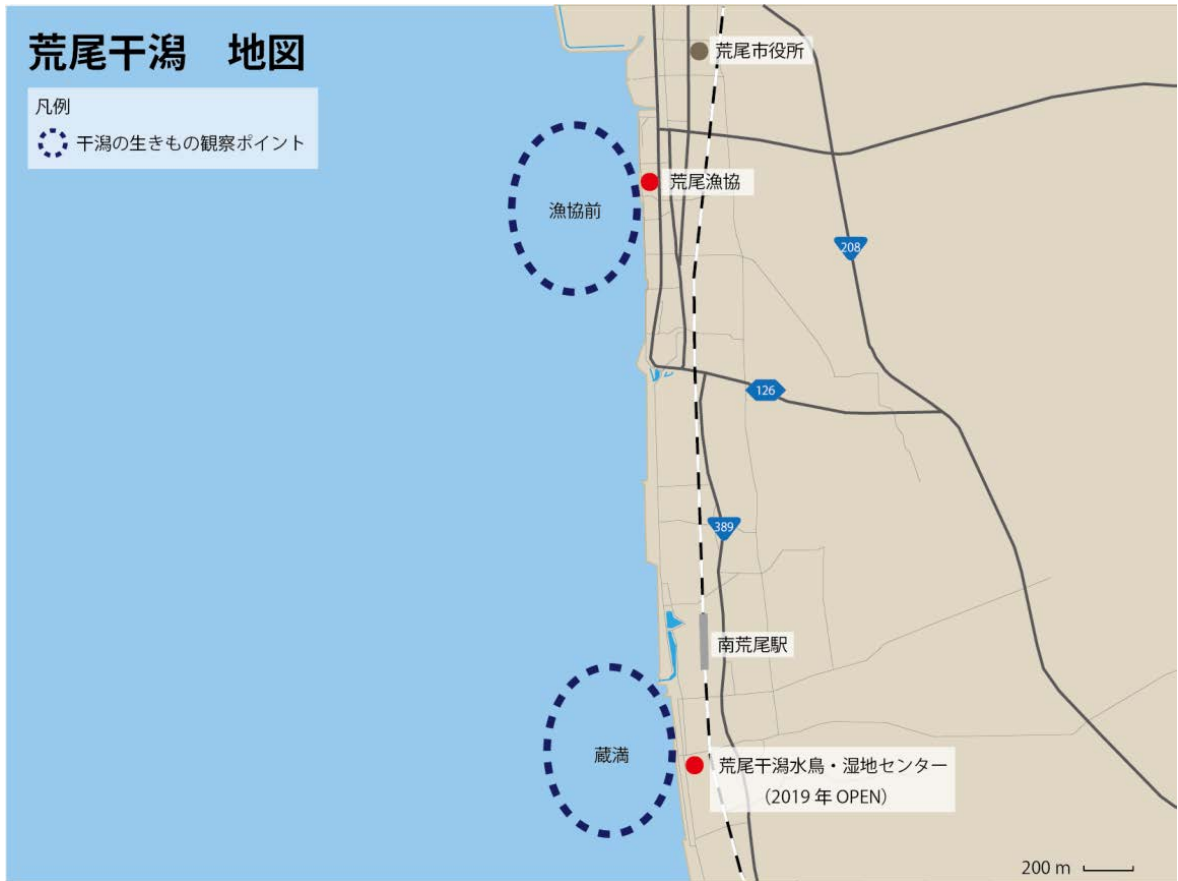 荒尾干潟　地図
凡例
干潟の生きもの観察ポイント
荒尾市役所
荒尾漁協
漁協前
208
126
389
南荒尾駅
蔵満
荒尾干潟水鳥・湿地センター
（2019 年 OPEN）
200 m